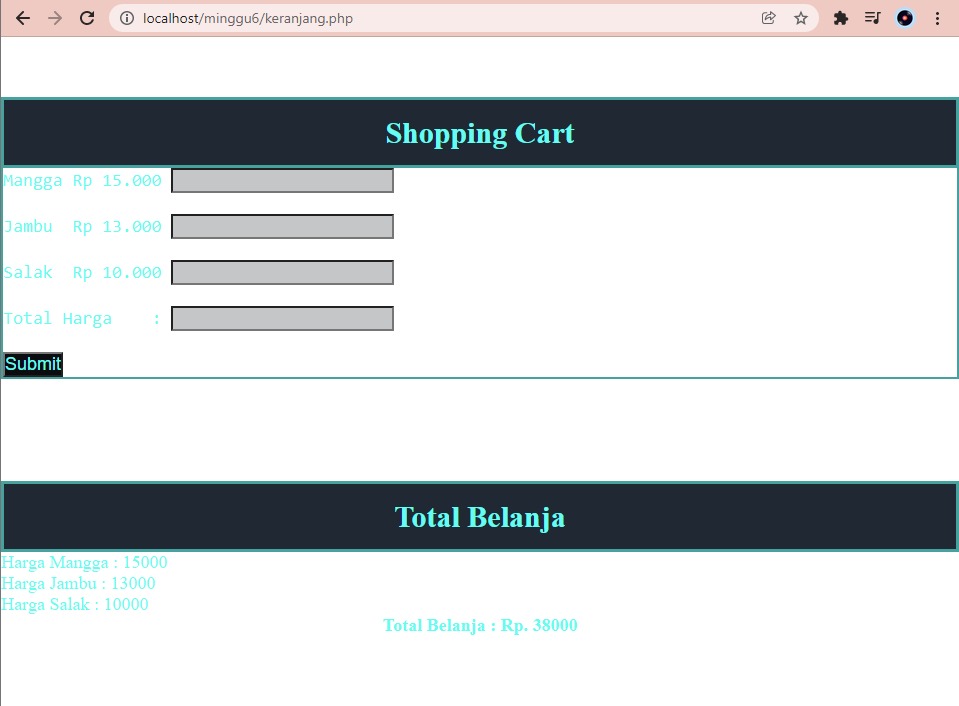 localhost/minggu6/keranjang.php
Shopping Cart
Mangga Rp 15.000
Jambu  Rp 13.000
Salak  Rp 10.000
Total Harga    :
Submit
Total Belanja
Harga Mangga : 15000
Harga Jambu : 13000
Harga Salak : 10000
Total Belanja : Rp. 38000